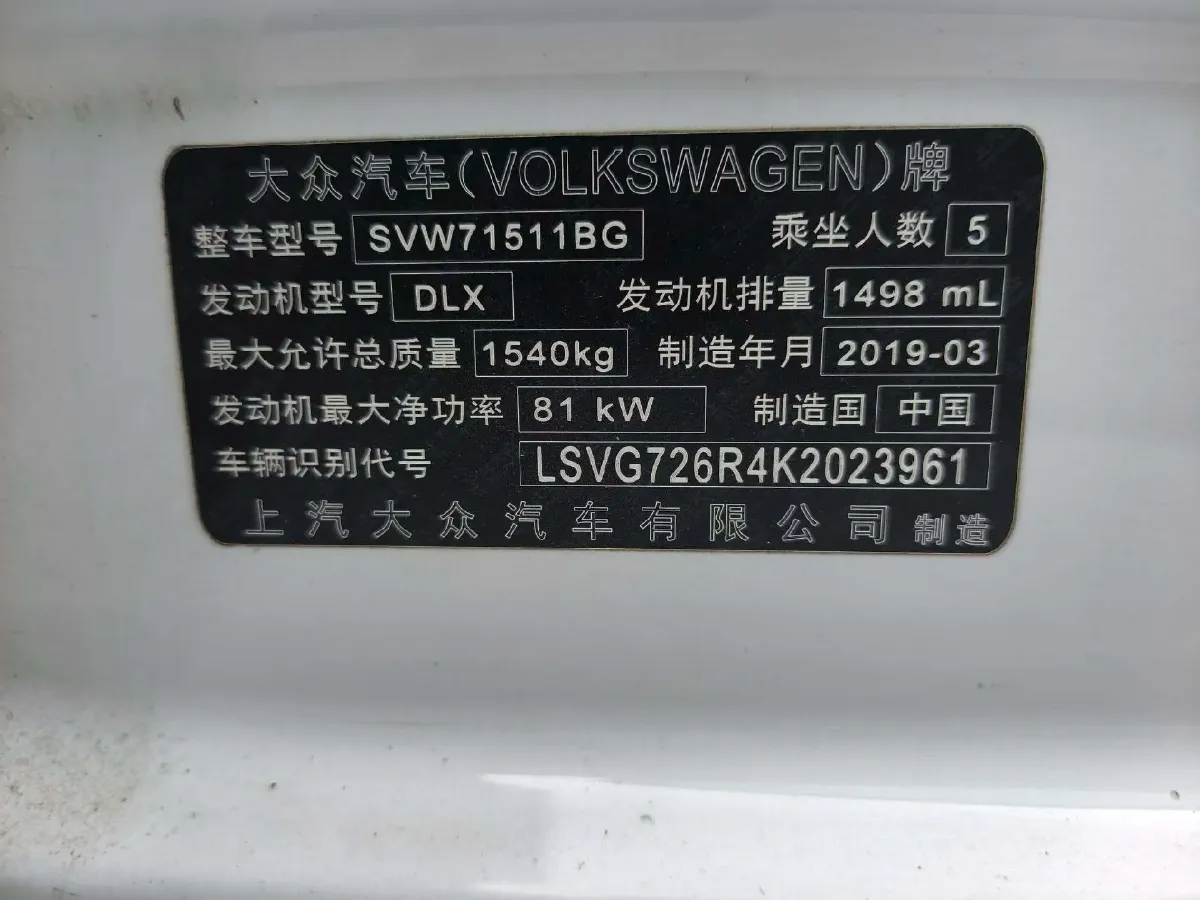 大众汽车(VOLKSWAGEN)牌
整车型号 SVW71511BG 乘坐人数 5
发动机型号 DLX 发动机排量 1498 mL
最大允许总质量 1540kg 制造年月 2019-03
发动机最大净功率 81 kW 制造国 中国
车辆识别代号 LSVG726R4K2023961
上汽大众汽车有限公司 制造